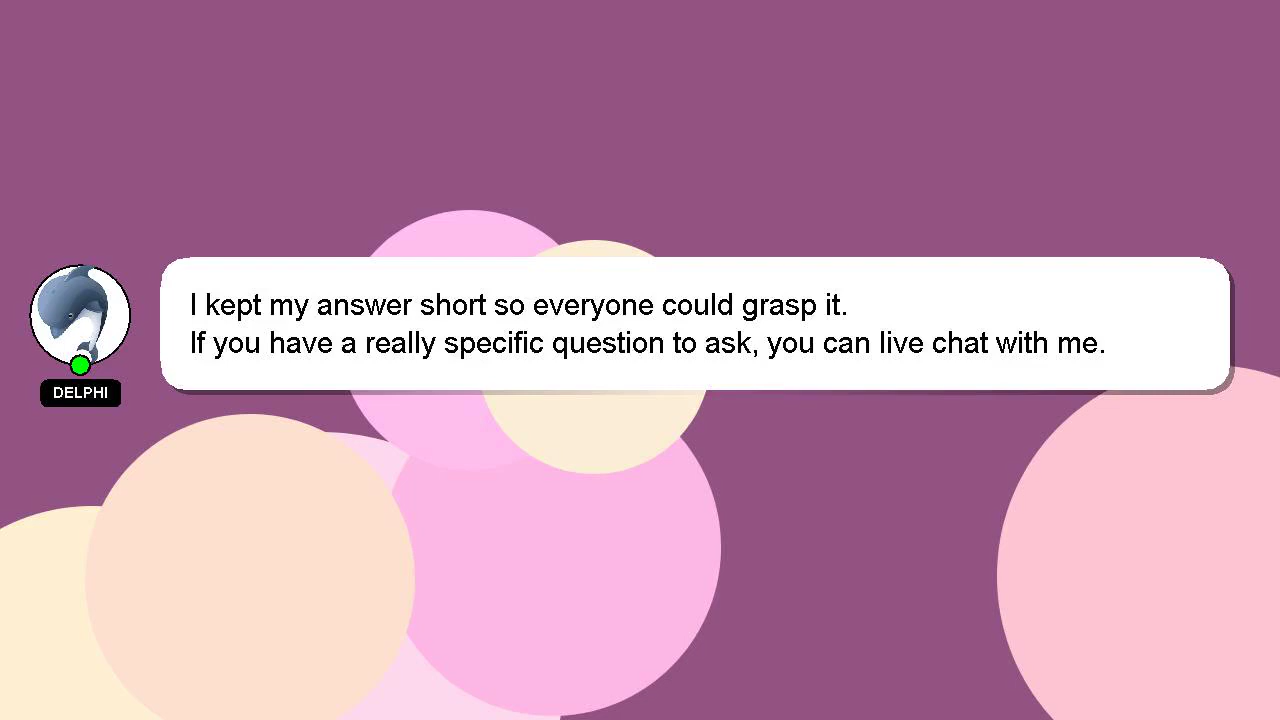 I kept my answer short so everyone could grasp it.
If you have a really specific question to ask, you can live chat with me.
DELPHI